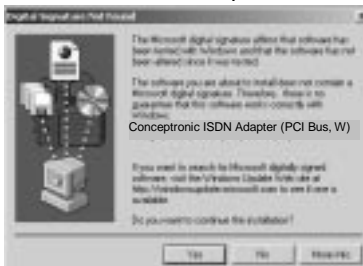 Digital Signature Not Found
The Microsoft digital signature affirms that software has
been tested with Windows and that the software has not
been altered since it was tested.
The software you are about to install does not contain a
Microsoft digital signature. Therefore, there is no
guarantee that this software works correctly with
Windows.
Conceptronic ISDN Adapter (PCI Bus, W)
If you want to search for Microsoft digitally signed
software, visit the Windows Update Web site at
http://windowsupdate.microsoft.com to see if one is
available.
Do you want to continue the installation?
Yes No More Info